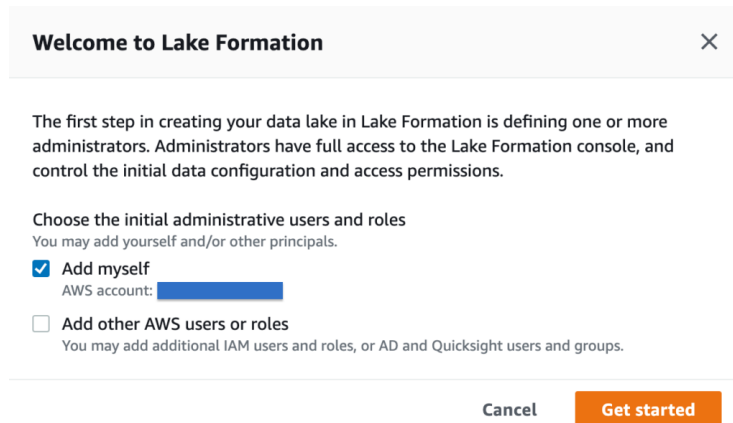 Welcome to Lake Formation
The first step in creating your data lake in Lake Formation is defining one or more
administrators. Administrators have full access to the Lake Formation console, and
control the initial data configuration and access permissions.
Choose the initial administrative users and roles
You may add yourself and/or other principals.
Add myself
AWS account:
Add other AWS users or roles
You may add additional IAM users and roles, or AD and Quicksight users and groups.
Cancel Get started